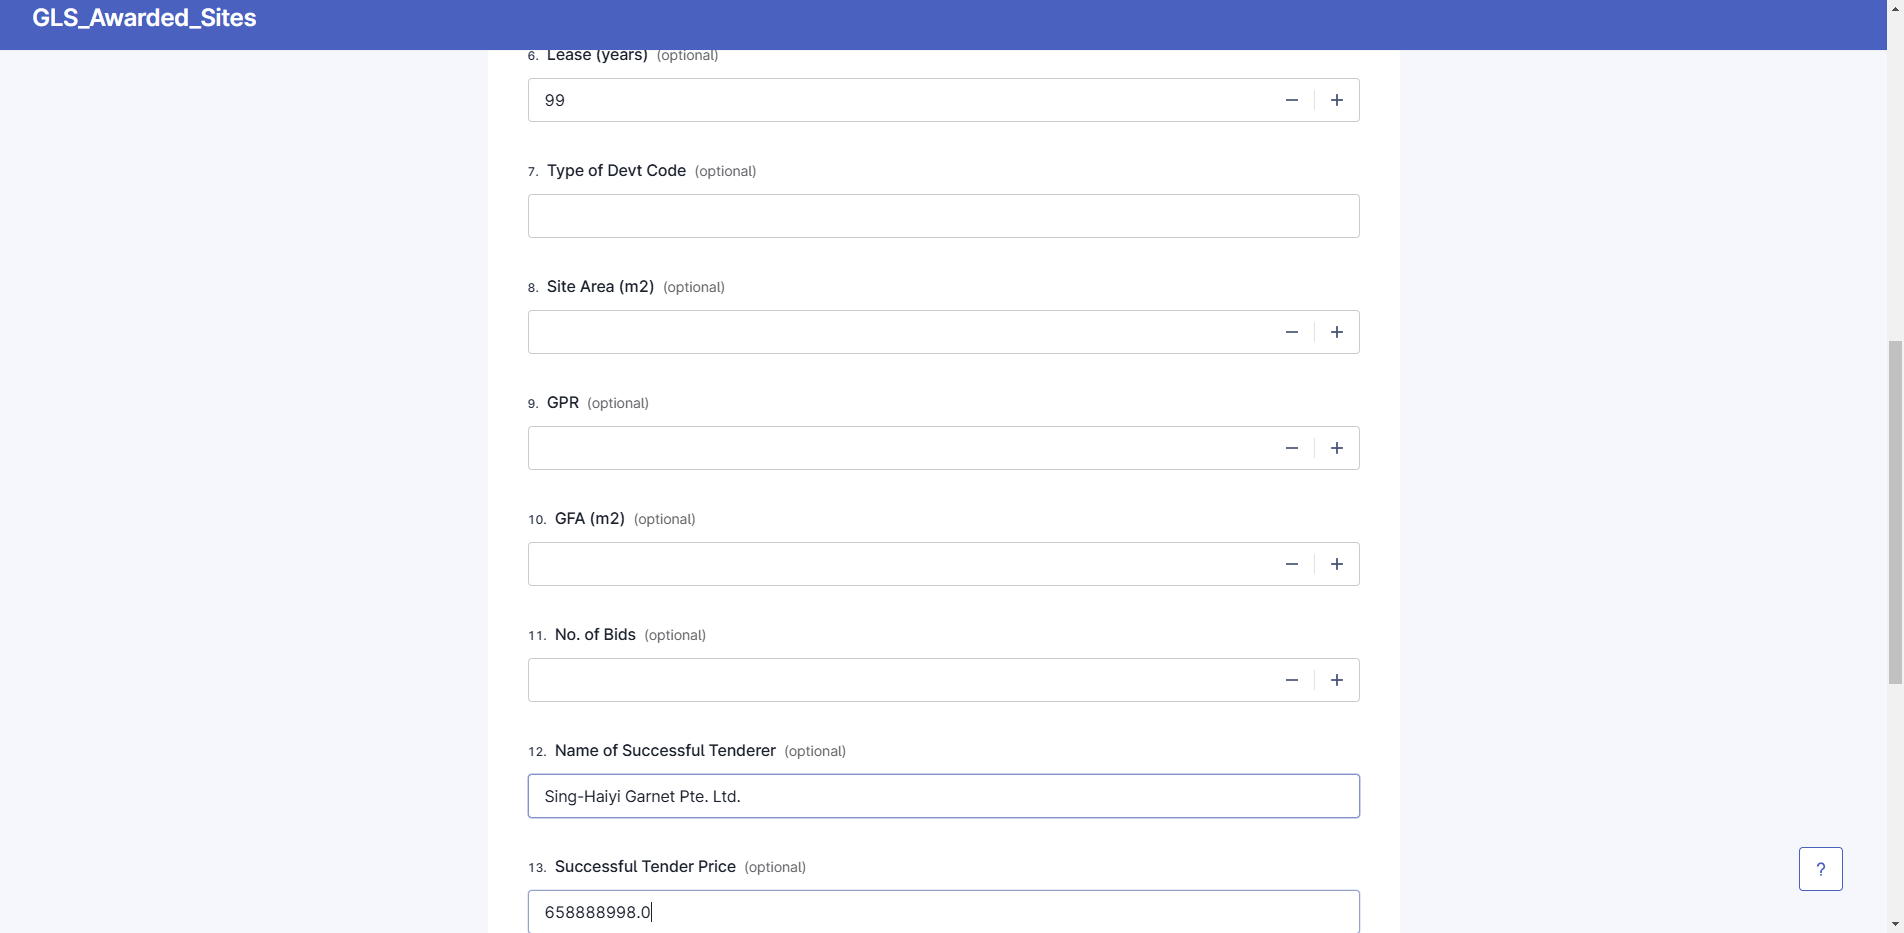 GLS_Awarded_Sites
6. Lease (years) (optional)
99
7. Type of Devt Code (optional)
8. Site Area (m2) (optional)
9. GPR (optional)
10. GFA (m2) (optional)
11. No. of Bids (optional)
12. Name of Successful Tenderer (optional)
Sing-Haiyi Garnet Pte. Ltd.
13. Successful Tender Price (optional)
658888998.0
?